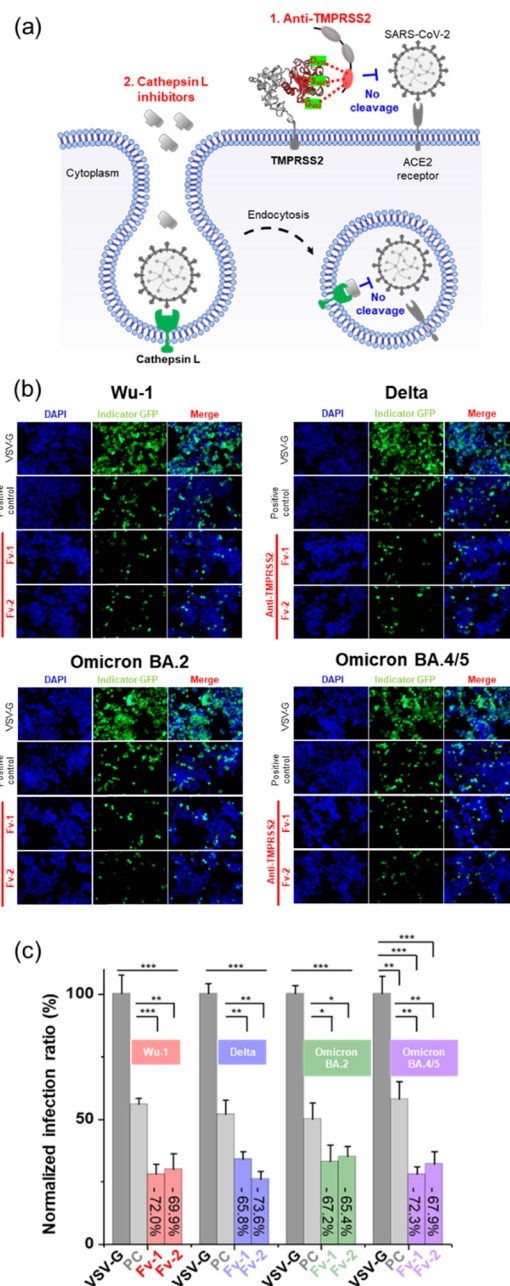 (a)
1. Anti-TMPRSS2
SARS-CoV-2
2. Cathepsin L
inhibitors
No
cleavage
Cytoplasm
TMPRSS2
ACE2
receptor
Endocytosis
No
cleavage
Cathepsin L
(b)
Wu-1
DAPI Indicator GFP Merge
VSV-G
Positive
control
Fv-1
Fv-2
Delta
DAPI Indicator GFP Merge
VSV-G
Positive
control
Anti-TMPRSS2
Fv-1
Fv-2
Omicron BA.2
DAPI Indicator GFP Merge
VSV-G
Positive
control
Fv-1
Fv-2
Omicron BA.4/5
DAPI Indicator GFP Merge
VSV-G
Positive
control
Anti-TMPRSS2
Fv-1
Fv-2
(c)
Normalized infection ratio (%)
100
50
0
*** *** *** ***
***
** ** * **
*** ** * **
**
Wu-1
Delta
Omicron
BA.2
Omicron
BA.4/5
- 72.0%
- 69.9%
- 65.8%
- 73.6%
- 67.2%
- 65.4%
- 72.3%
- 67.9%
VSV-G PC Fv-1 Fv-2 VSV-G PC Fv-1 Fv-2 VSV-G PC Fv-1 Fv-2 VSV-G PC Fv-1 Fv-2